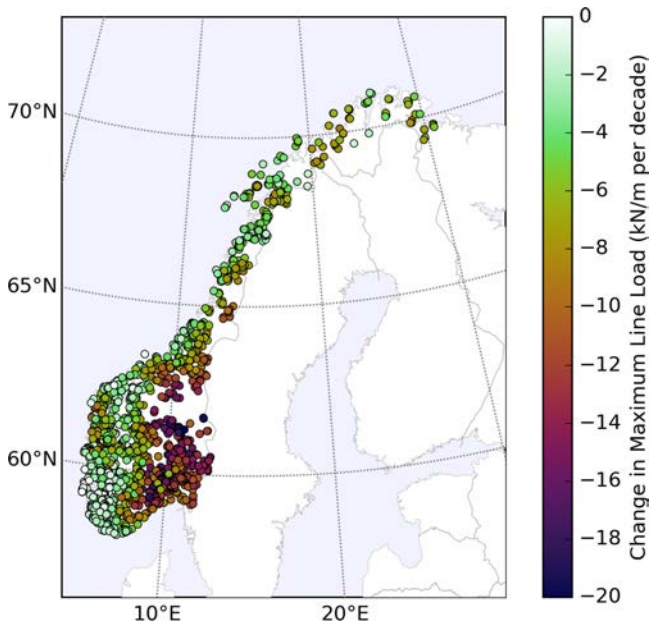 70°N
65°N
60°N
10°E
20°E
0
−2
−4
−6
−8
−10
−12
−14
−16
−18
−20
Change in Maximum Line Load (kN/m per decade)